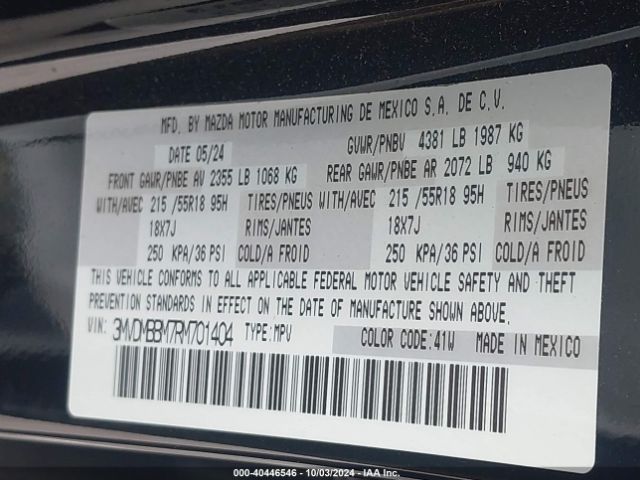 MFD. BY MAZDA MOTOR MANUFACTURING DE MEXICO S.A. DE C.V.
DATE 05/24 GVWR/PNBV 4381 LB 1987 KG
FRONT GAWR/PNBE AV 2355 LB 1068 KG REAR GAWR/PNBE AR 2072 LB 940 KG
WITH/AVEC 215 /55R18 95H TIRES/PNEUS WITH/AVEC 215 /55R18 95H TIRES/PNEUS
18X7J RIMS/JANTES 18X7J RIMS/JANTES
250 KPA/36 PSI COLD/A FROID 250 KPA/36 PSI COLD/A FROID
THIS VEHICLE CONFORMS TO ALL APPLICABLE FEDERAL MOTOR VEHICLE SAFETY AND THEFT
PREVENTION STANDARDS IN EFFECT ON THE DATE OF MANUFACTURE SHOWN ABOVE.
VIN: 3MVDMBBM7RM701404 TYPE:MPV COLOR CODE:41W MADE IN MEXICO
000-40446546 - 10/03/2024 - IAA Inc.